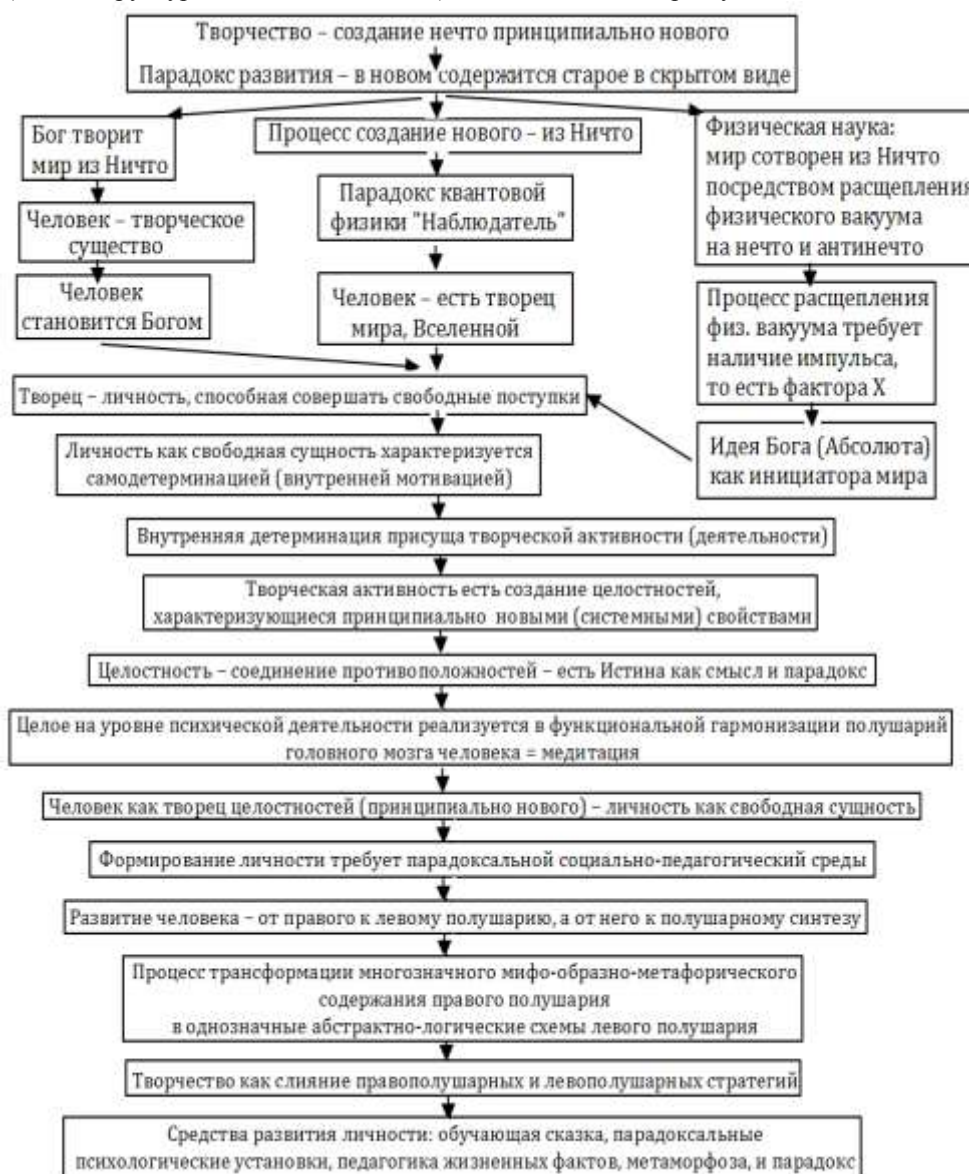 Творчество – создание нечто принципиально нового
Парадокс развития – в новом содержится старое в скрытом виде
Бог творит
мир из Ничто
Человек – творческое
существо
Человек
становится Богом
Процесс создание нового – из Ничто
Парадокс квантовой
физики "Наблюдатель"
Человек – есть творец
мира, Вселенной
Физическая наука:
мир сотворен из Ничто
посредством расщепления
физического вакуума
на нечто и антинечто
Процесс расщепления
физ. вакуума требует
наличие импульса,
то есть фактора X
Идея Бога (Абсолюта)
как инициатора мира
Творец – личность, способная совершать свободные поступки
Личность как свободная сущность характеризуется
самодетерминацией (внутренней мотивацией)
Внутренняя детерминация присуща творческой активности (деятельности)
Творческая активность есть создание целостностей,
характеризующиеся принципиально новыми (системными) свойствами
Целостность – соединение противоположностей – есть Истина как смысл и парадокс
Целое на уровне психической деятельности реализуется в функциональной гармонизации полушарий
головного мозга человека = медитация
Человек как творец целостностей (принципиально нового) – личность как свободная сущность
Формирование личности требует парадоксальной социально-педагогический среды
Развитие человека – от правого к левому полушарию, а от него к полушарному синтезу
Процесс трансформации многозначного мифо-образно-метафорического
содержания правого полушария
в однозначные абстрактно-логические схемы левого полушария
Творчество как слияние правополушарных и левополушарных стратегий
Средства развития личности: обучающая сказка, парадоксальные
психологические установки, педагогика жизненных фактов, метаморфоза, и парадокс